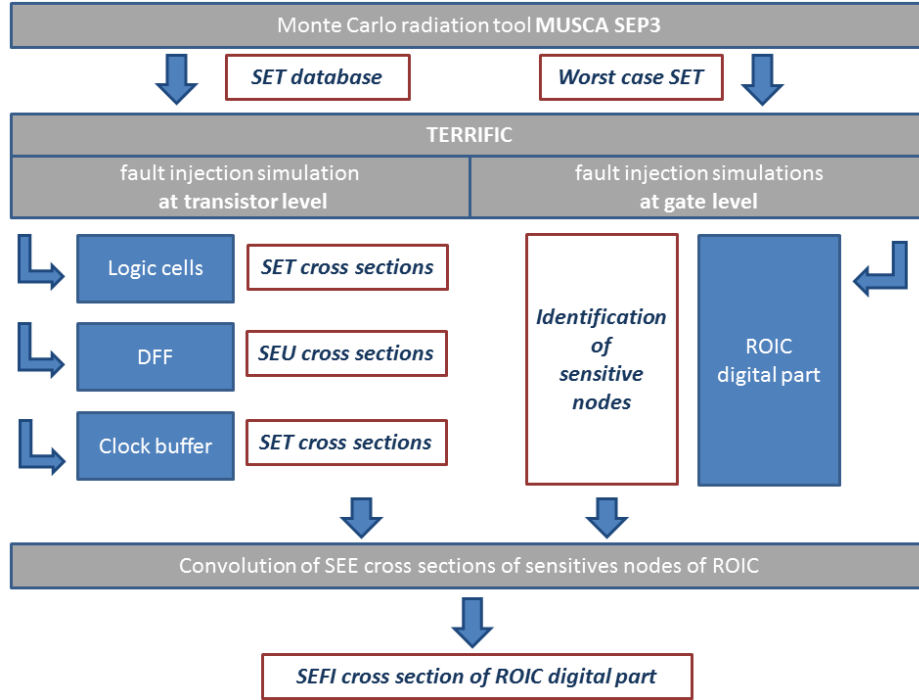 Monte Carlo radiation tool MUSCA SEP3
SET database
Worst case SET
TERRIFIC
fault injection simulation
at transistor level
fault injection simulations
at gate level
Logic cells
SET cross sections
DFF
SEU cross sections
Clock buffer
SET cross sections
Identification
of
sensitive
nodes
ROIC
digital part
Convolution of SEE cross sections of sensitives nodes of ROIC
SEFI cross section of ROIC digital part